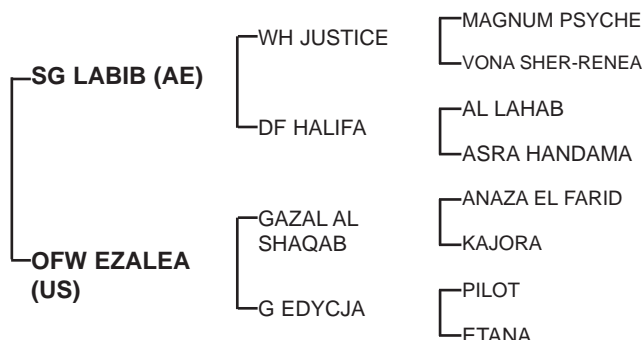 MAGNUM PSYCHE
WH JUSTICE
VONA SHER-RENEA
SG LABIB (AE)
AL LAHAB
DF HALIFA
ASRA HANDAMA
ANAZA EL FARID
GAZAL AL
SHAQAB
KAJORA
OFW EZALEA
(US)
PILOT
G EDYCJA
ETANA